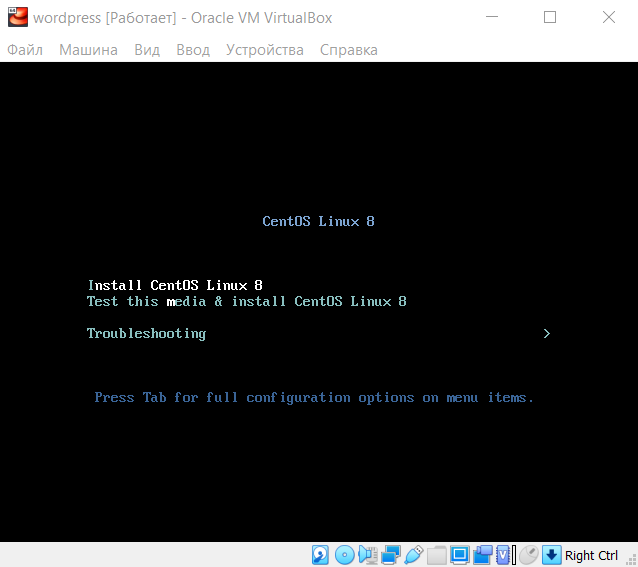 wordpress [Работает] - Oracle VM VirtualBox
Файл Машина Вид Ввод Устройства Справка
CentOS Linux 8
Install CentOS Linux 8
Test this media & install CentOS Linux 8
Troubleshooting >
Press Tab for full configuration options on menu items.
Right Ctrl